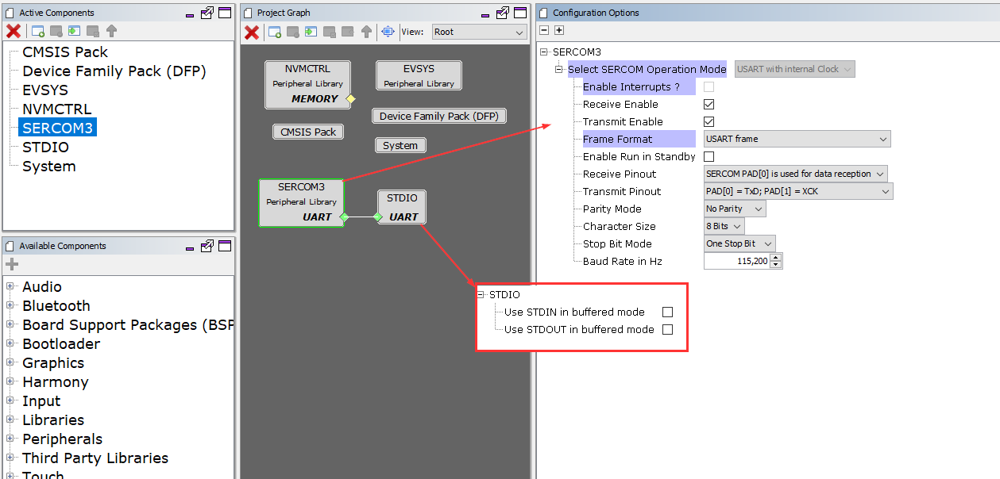 Active Components
CMSIS Pack
Device Family Pack (DFP)
EVSYS
NVMCTRL
SERCOM3
STDIO
System
Available Components
Audio
Bluetooth
Board Support Packages (BSP
Bootloader
Graphics
Harmony
Input
Libraries
Peripherals
Third Party Libraries
Touch
Project Graph
View: Root
NVMCTRL
Peripheral Library
MEMORY
EVSYS
Peripheral Library
Device Family Pack (DFP)
CMSIS Pack
System
SERCOM3
Peripheral Library
UART
STDIO
UART
STDIO
Use STDIN in buffered mode
Use STDOUT in buffered mode
Configuration Options
SERCOM3
Select SERCOM Operation Mode USART with internal Clock
Enable Interrupts ?
Receive Enable
Transmit Enable
Frame Format USART frame
Enable Run in Standby
Receive Pinout SERCOM PAD[0] is used for data reception
Transmit Pinout PAD[0] = TxD; PAD[1] = XCK
Parity Mode No Parity
Character Size 8 Bits
Stop Bit Mode One Stop Bit
Baud Rate in Hz 115,200